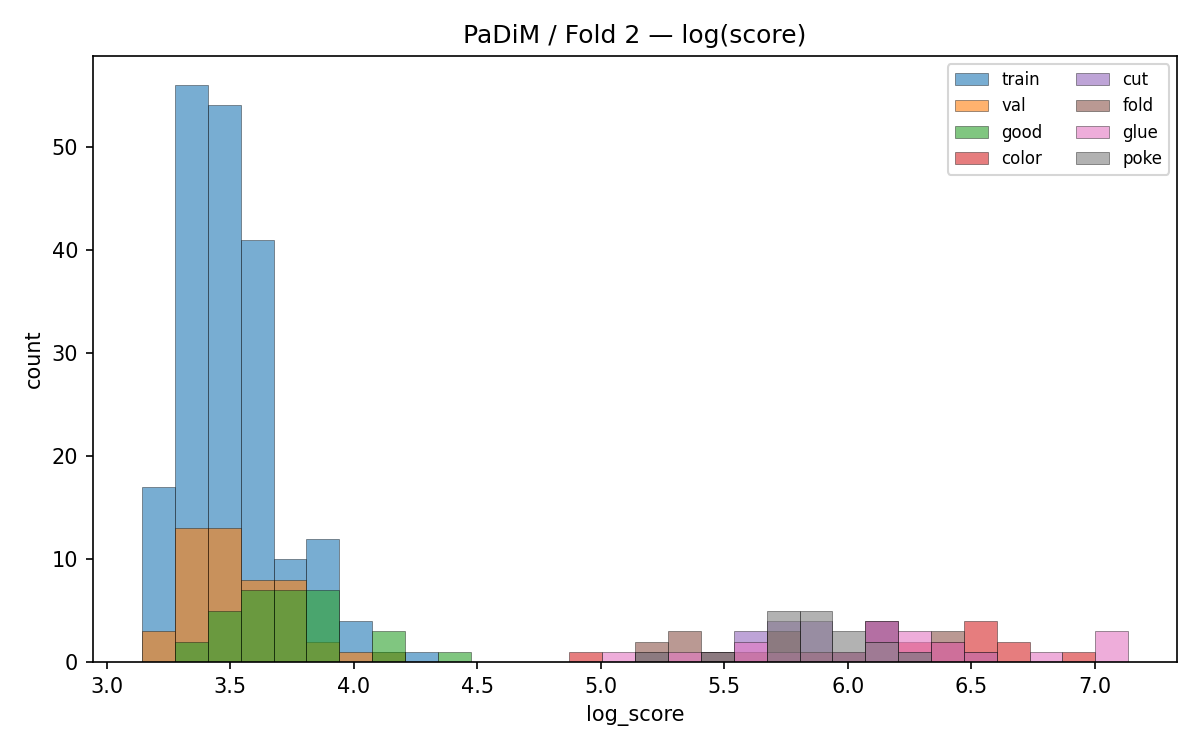 PaDiM / Fold 2 — log(score)
train
val
good
color
cut
fold
glue
poke
count
50
40
30
20
10
0
3.0 3.5 4.0 4.5 5.0 5.5 6.0 6.5 7.0
log_score